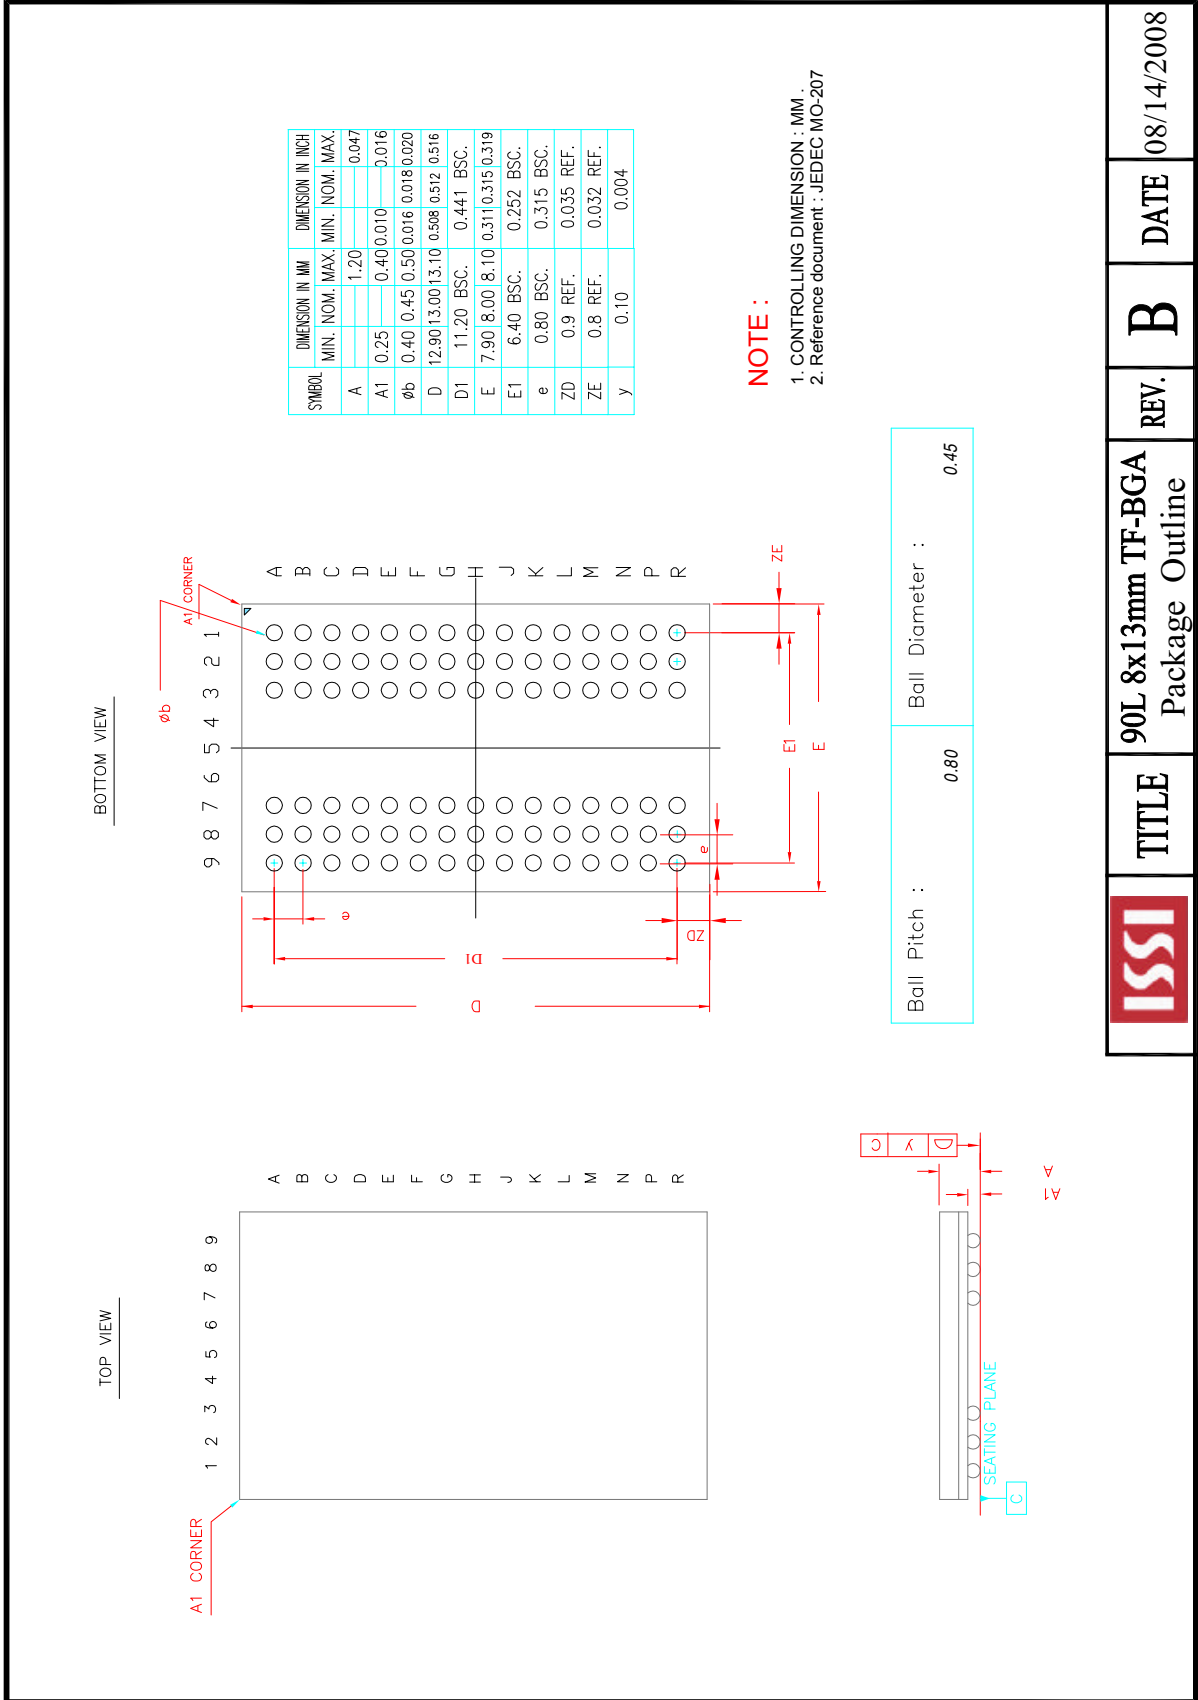 TOP VIEW
A1 CORNER
1 2 3 4 5 6 7 8 9
A
B
C
D
E
F
G
H
J
K
L
M
N
P
R
BOTTOM VIEW
9 8 7 6 5 4 3 2 1
øb
A1 CORNER
A
B
C
D
E
F
G
H
J
K
L
M
N
P
R
e
D1
D
ZD
e
E1
E
ZE
SYMBOL DIMENSION IN MM DIMENSION IN INCH
MIN. NOM. MAX. MIN. NOM. MAX.
A 1.20 0.047
A1 0.25 0.40 0.010 0.016
øb 0.40 0.45 0.50 0.016 0.018 0.020
D 12.90 13.00 13.10 0.508 0.512 0.516
D1 11.20 BSC. 0.441 BSC.
E 7.90 8.00 8.10 0.311 0.315 0.319
E1 6.40 BSC. 0.252 BSC.
e 0.80 BSC. 0.315 BSC.
ZD 0.9 REF. 0.035 REF.
ZE 0.8 REF. 0.032 REF.
y 0.10 0.004
NOTE :
1. CONTROLLING DIMENSION : MM .
2. Reference document : JEDEC MO-207
SEATING PLANE
C
C y
A
A1
Ball Pitch : 0.80 Ball Diameter : 0.45
ISSI
TITLE
90L 8x13mm TF-BGA
Package Outline
REV.
B
DATE
08/14/2008